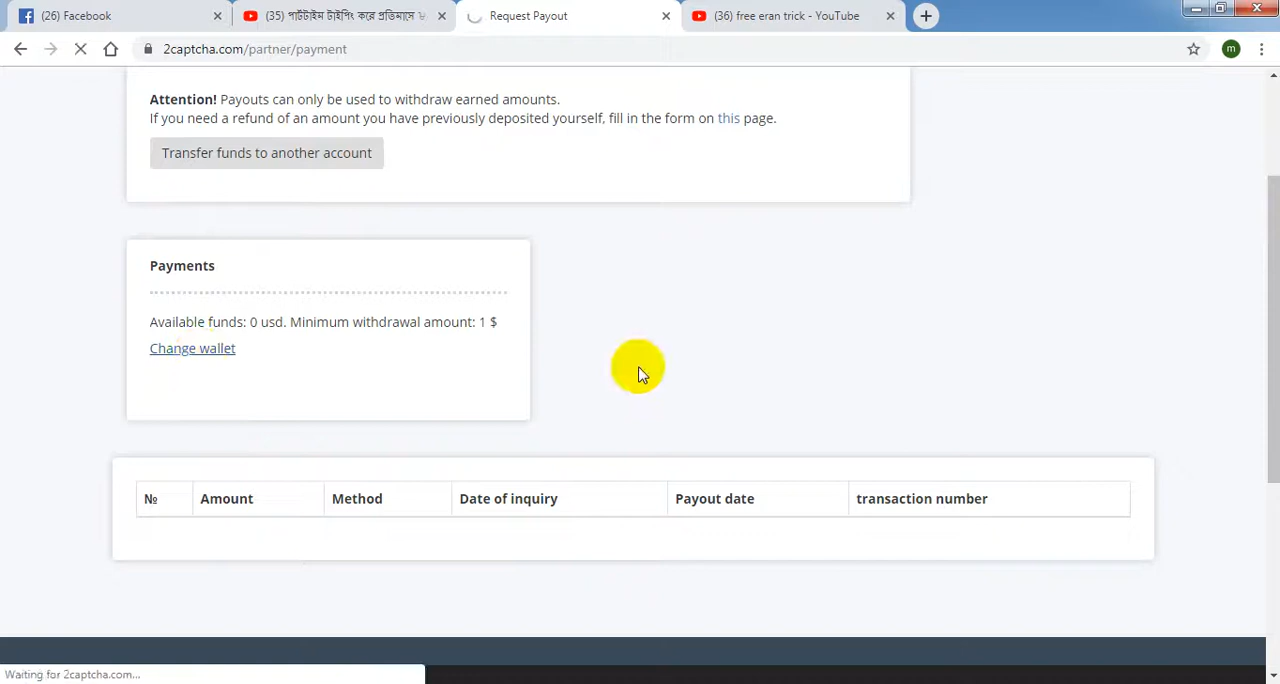 (26) Facebook
(35) পার্টটাইম টাইপিং করে প্রতিমাসে
Request Payout
(36) free eran trick - YouTube
2captcha.com/partner/payment
m
Attention! Payouts can only be used to withdraw earned amounts.
If you need a refund of an amount you have previously deposited yourself, fill in the form on this page.
Transfer funds to another account
Payments
Available funds: 0 usd. Minimum withdrawal amount: 1 $
Change wallet
№ Amount Method Date of inquiry Payout date transaction number
Waiting for 2captcha.com...